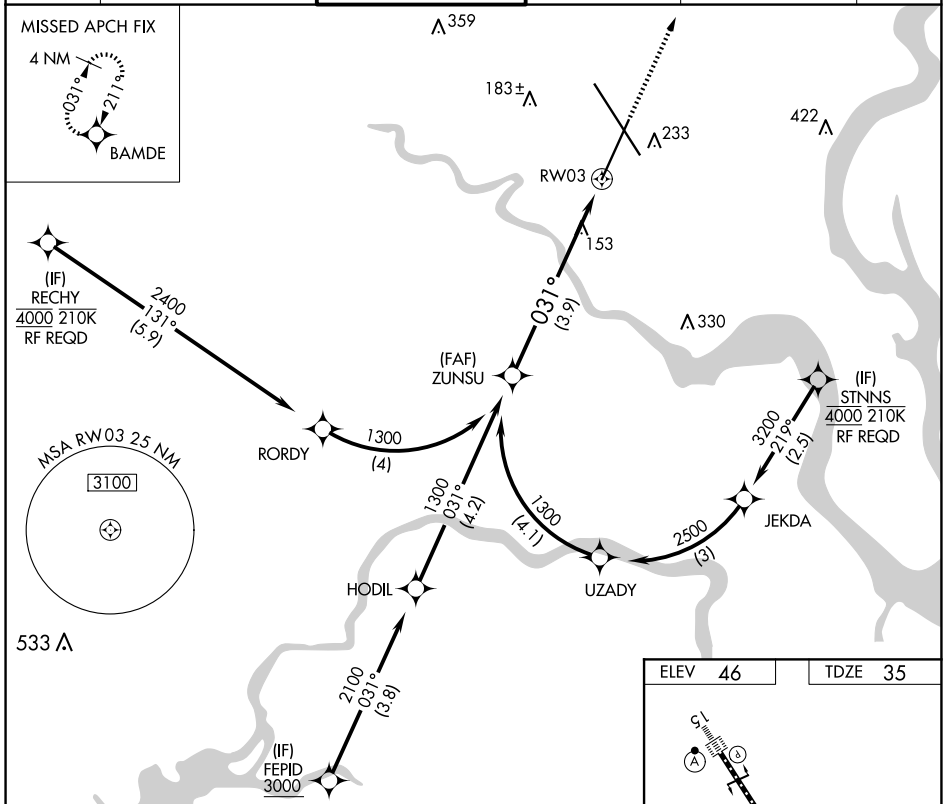 MISSED APCH FIX
4 NM
031°
211°
BAMDE
359
183±
233
422
RW03
153
(IF)
RECHY
4000 210K
RF REQD
2400
131°
(5.9)
031°
(3.9)
330
(FAF)
ZUNSU
(IF)
STNNS
4000 210K
RF REQD
3200
219°
(2.5)
RORDY
1300
(4)
MSA RW03 25 NM
3100
1300
031°
(4.2)
1300
(4.1)
2500
(3)
JEKDA
HODIL
UZADY
533
2100
031°
(3.8)
(IF)
FEPID
3000
ELEV 46
TDZE 35
15
A
P